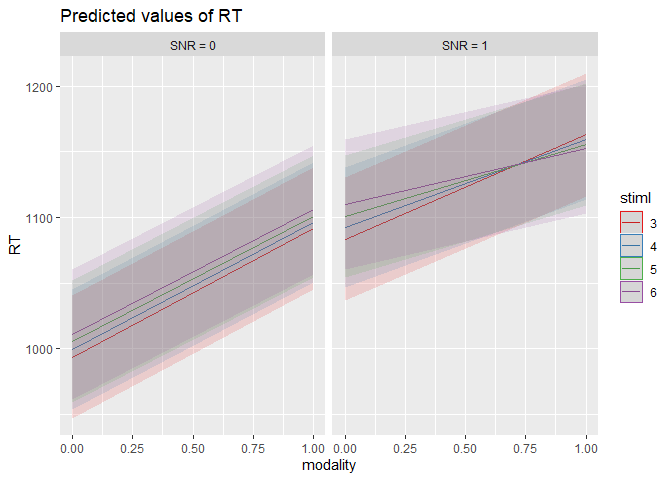 Predicted values of RT
SNR = 0
SNR = 1
1200
1100
1000
RT
0.00 0.25 0.50 0.75 1.00
0.00 0.25 0.50 0.75 1.00
modality
stiml
3
4
5
6